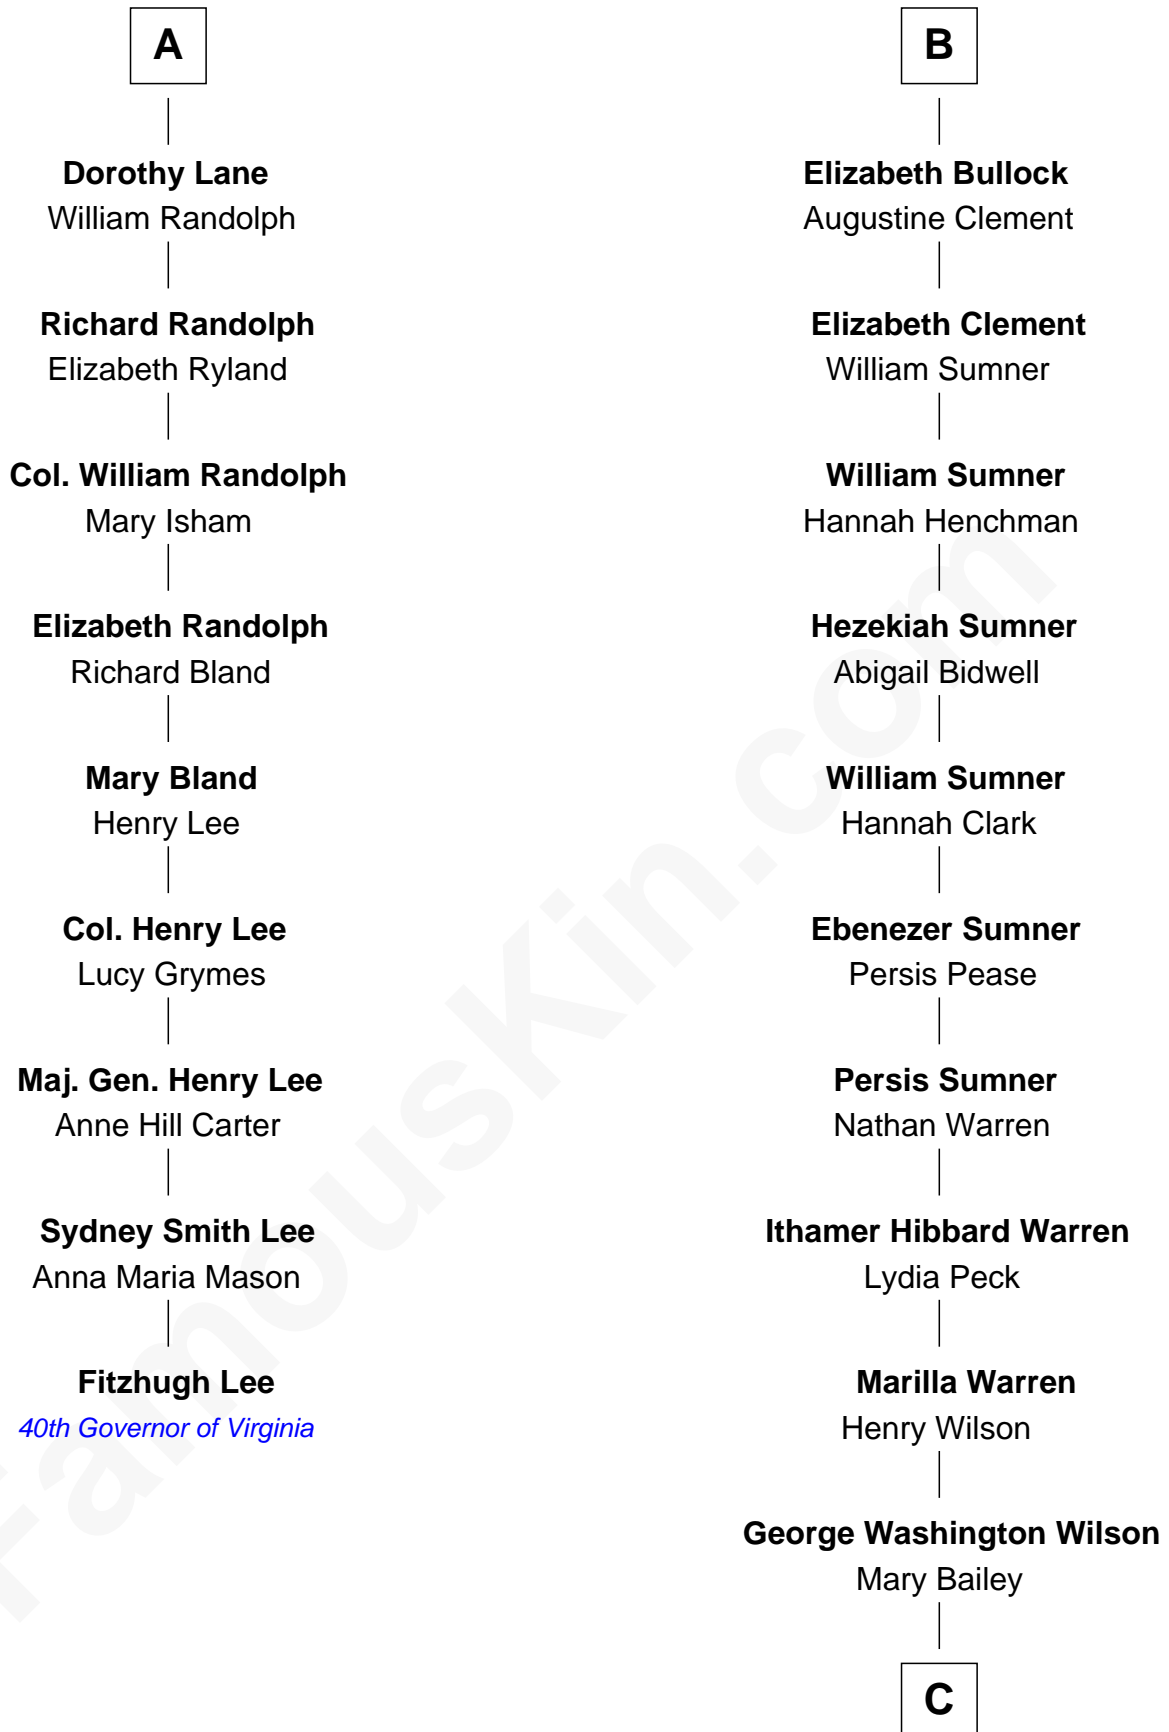 A
Dorothy Lane
William Randolph
Richard Randolph
Elizabeth Ryland
Col. William Randolph
Mary Isham
Elizabeth Randolph
Richard Bland
Mary Bland
Henry Lee
Col. Henry Lee
Lucy Grymes
Maj. Gen. Henry Lee
Anne Hill Carter
Sydney Smith Lee
Anna Maria Mason
Fitzhugh Lee
40th Governor of Virginia
B
Elizabeth Bullock
Augustine Clement
Elizabeth Clement
William Sumner
William Sumner
Hannah Henchman
Hezekiah Sumner
Abigail Bidwell
William Sumner
Hannah Clark
Ebenezer Sumner
Persis Pease
Persis Sumner
Nathan Warren
Ithamer Hibbard Warren
Lydia Peck
Marilla Warren
Henry Wilson
George Washington Wilson
Mary Bailey
C
FamousKin.com